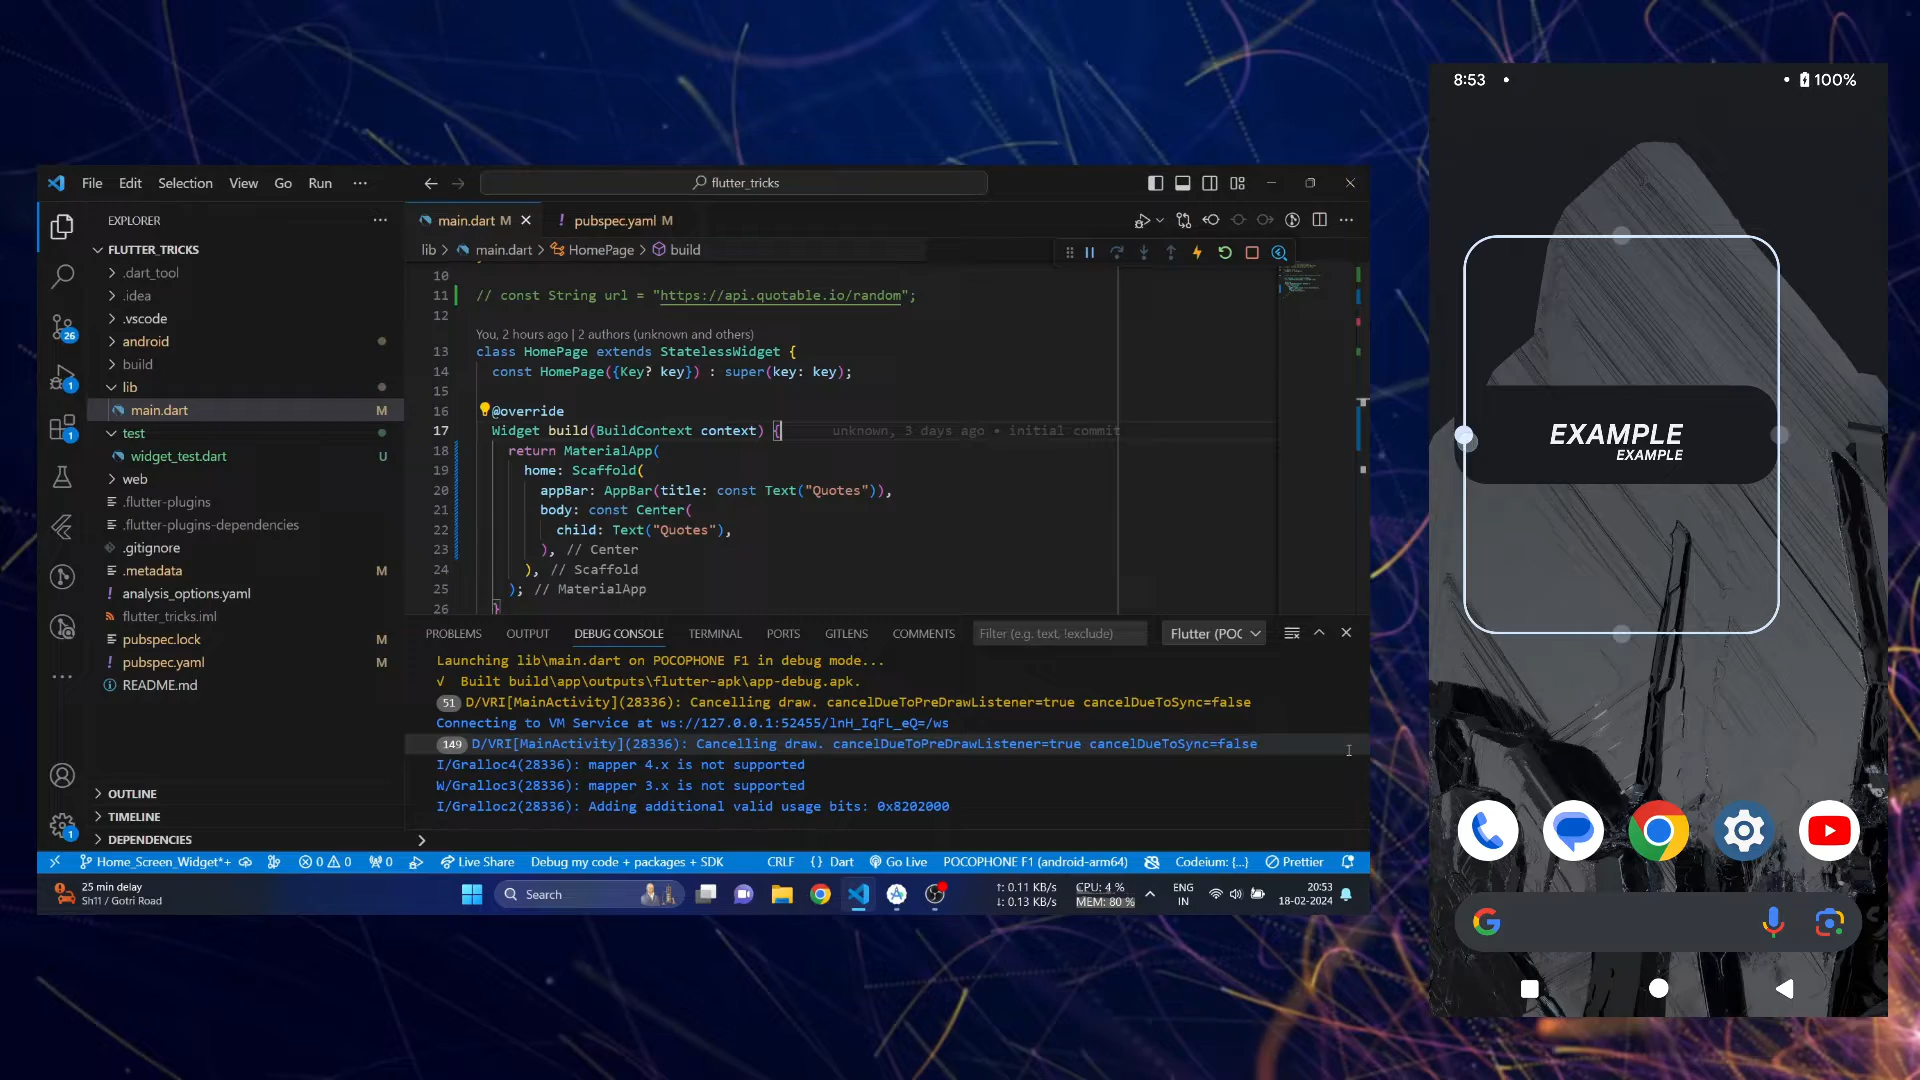 File Edit Selection View Go Run ···
flutter_tricks
EXPLORER
FLUTTER_TRICKS
.dart_tool
.idea
.vscode
android
build
lib
main.dart M
test
widget_test.dart U
web
.flutter-plugins
.flutter-plugins-dependencies
.gitignore
.metadata M
analysis_options.yaml
flutter_tricks.iml
pubspec.lock M
pubspec.yaml M
README.md
OUTLINE
TIMELINE
DEPENDENCIES
26
1
1
1
main.dart M
pubspec.yaml M
lib > main.dart > HomePage > build
10
11 // const String url = "https://api.quotable.io/random";
12
You, 2 hours ago | 2 authors (unknown and others)
13 class HomePage extends StatelessWidget {
14 const HomePage({Key? key}) : super(key: key);
15
16 @override
17 Widget build(BuildContext context) { unknown, 3 days ago • initial commit
18 return MaterialApp(
19 home: Scaffold(
20 appBar: AppBar(title: const Text("Quotes")),
21 body: const Center(
22 child: Text("Quotes"),
23 ), // Center
24 ), // Scaffold
25 ); // MaterialApp
26 }
PROBLEMS OUTPUT DEBUG CONSOLE TERMINAL PORTS GITLENS COMMENTS
Filter (e.g. text, !exclude)
Flutter (POC
Launching lib\main.dart on POCOPHONE F1 in debug mode...
√ Built build\app\outputs\flutter-apk\app-debug.apk.
51 D/VRI[MainActivity](28336): Cancelling draw. cancelDueToPreDrawListener=true cancelDueToSync=false
Connecting to VM Service at ws://127.0.0.1:52455/lnH_IqFL_eQ=/ws
149 D/VRI[MainActivity](28336): Cancelling draw. cancelDueToPreDrawListener=true cancelDueToSync=false
I/Gralloc4(28336): mapper 4.x is not supported
W/Gralloc3(28336): mapper 3.x is not supported
I/Gralloc2(28336): Adding additional valid usage bits: 0x8202000
Home_Screen_Widget*+ 0 0 0 Live Share Debug my code + packages + SDK CRLF {} Dart Go Live POCOPHONE F1 (android-arm64) Codeium: {...} Prettier
25 min delay
Sh11 / Gotri Road
Search
↑: 0.11 KB/s
↓: 0.13 KB/s
CPU: 4 %
MEM: 80 %
ENG
IN
20:53
18-02-2024
8:53
100%
EXAMPLE
EXAMPLE